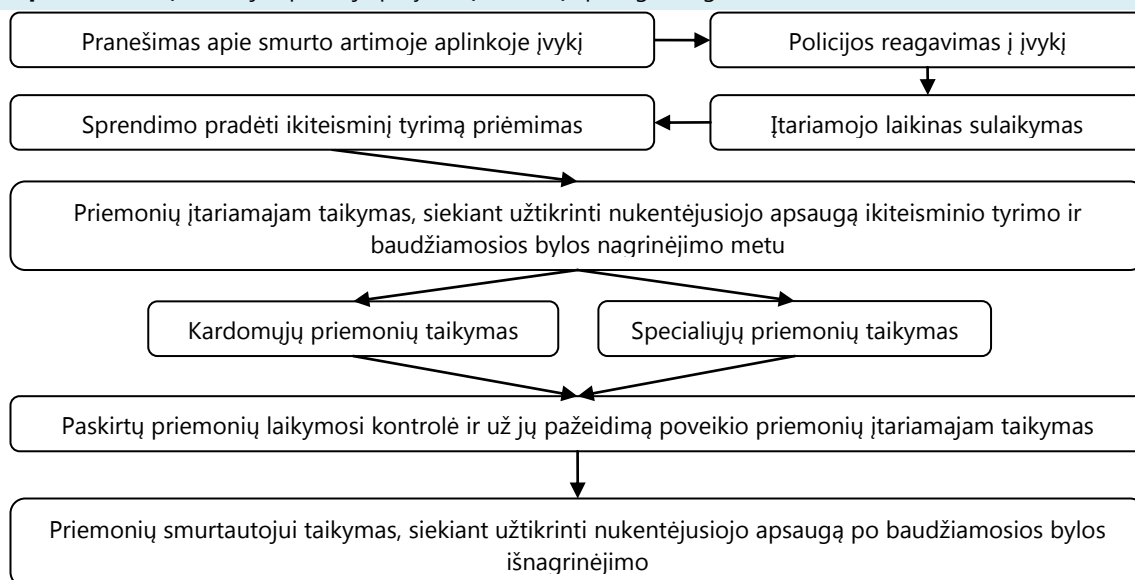 Pranešimas apie smurto artimoje aplinkoje įvykį
Policijos reagavimas į įvykį
Įtariamojo laikinas sulaikymas
Sprendimo pradėti ikiteisminį tyrimą priėmimas
Priemonių įtariamajam taikymas, siekiant užtikrinti nukentėjusiojo apsaugą ikiteisminio tyrimo ir
baudžiamosios bylos nagrinėjimo metu
Kardomųjų priemonių taikymas
Specialiųjų priemonių taikymas
Paskirtų priemonių laikymosi kontrolė ir už jų pažeidimą poveikio priemonių įtariamajam taikymas
Priemonių smurtautojui taikymas, siekiant užtikrinti nukentėjusiojo apsaugą po baudžiamosios bylos
išnagrinėjimo